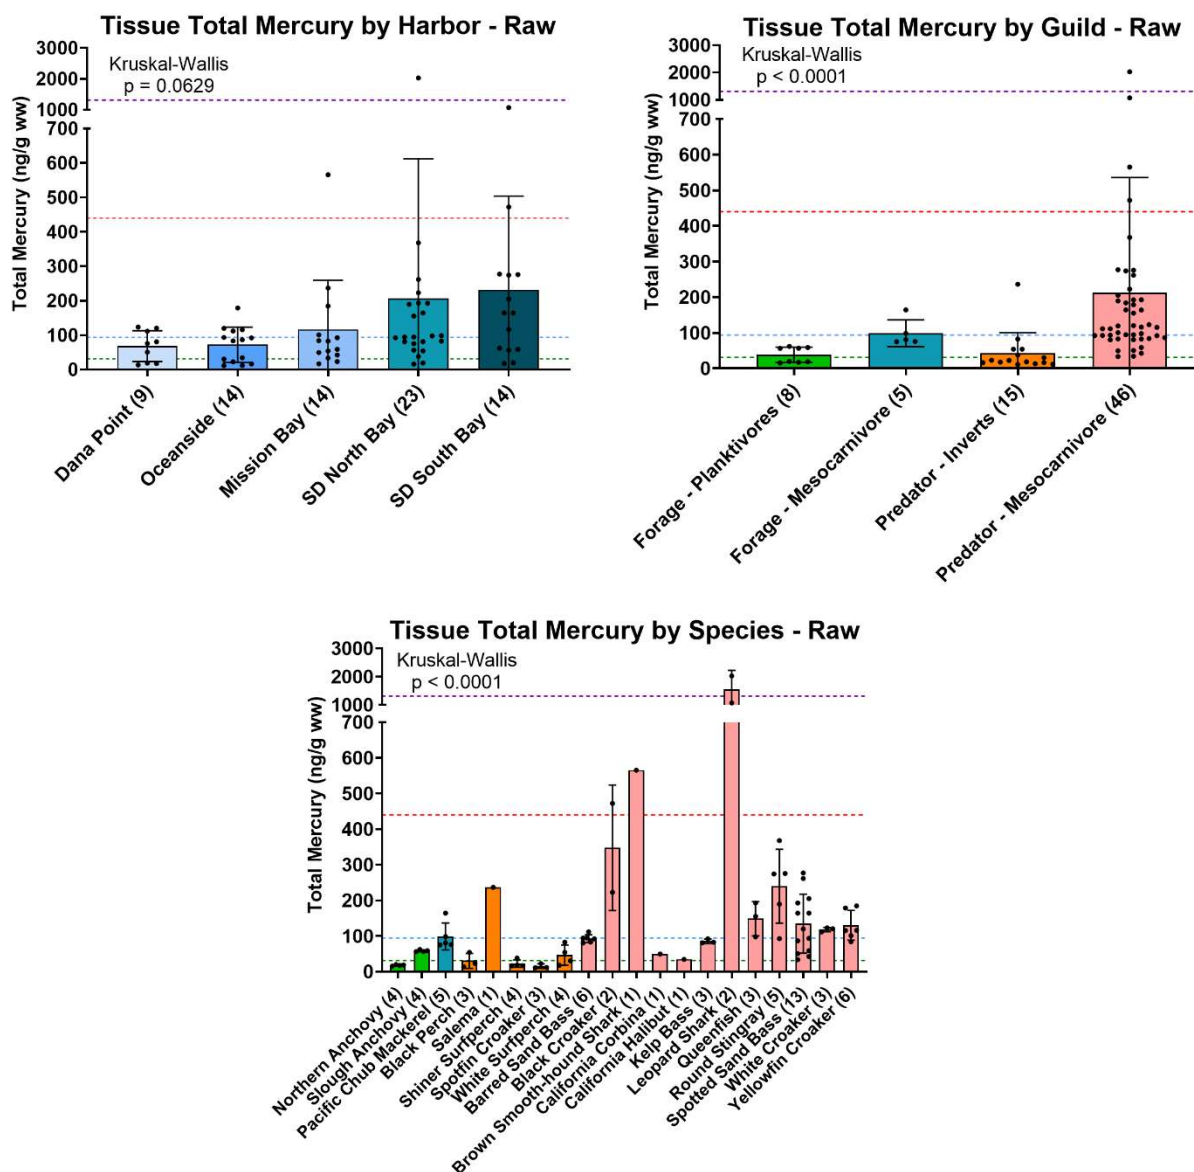 Tissue Total Mercury by Harbor - Raw
Kruskal-Wallis
p = 0.0629
Total Mercury (ng/g ww)
3000
2000
1000
700
600
500
400
300
200
100
0
Dana Point (9)
Oceanside (14)
Mission Bay (14)
SD North Bay (23)
SD South Bay (14)
Tissue Total Mercury by Guild - Raw
Kruskal-Wallis
p < 0.0001
Total Mercury (ng/g ww)
3000
2000
1000
700
600
500
400
300
200
100
0
Forage - Planktivores (8)
Forage - Mesocarnivore (5)
Predator - Inverts (15)
Predator - Mesocarnivore (46)
Tissue Total Mercury by Species - Raw
Kruskal-Wallis
p < 0.0001
Total Mercury (ng/g ww)
3000
2000
1000
700
600
500
400
300
200
100
0
Northern Anchovy (4)
Slough Anchovy (4)
Pacific Chub Mackerel (5)
Black Perch (3)
Salema (1)
Shiner Surfperch (4)
Spotfin Croaker (3)
White Surfperch (4)
Barred Sand Bass (6)
Black Croaker (2)
Brown Smooth-hound Shark (1)
California Corbina (1)
California Halibut (1)
Kelp Bass (3)
Leopard Shark (2)
Queenfish (3)
Round Stingray (5)
Spotted Sand Bass (13)
White Croaker (3)
Yellowfin Croaker (6)